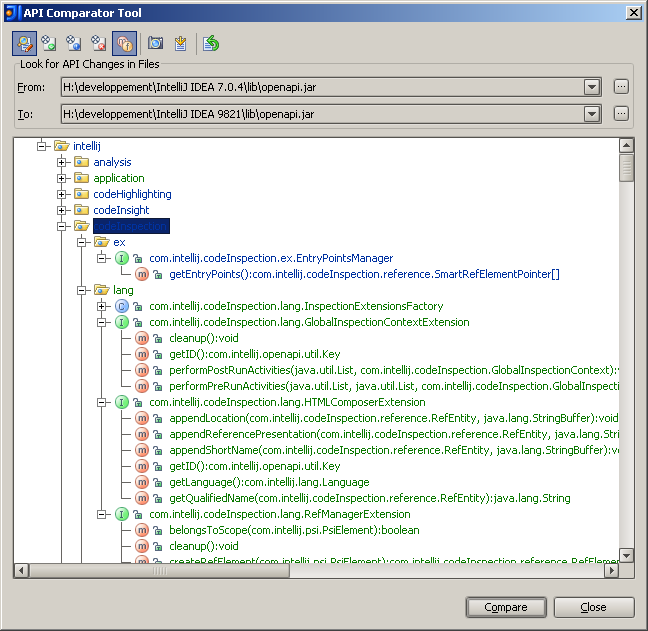 API Comparator Tool
Look for API Changes in Files
From: H:\developpement\IntelliJ IDEA 7.0.4\lib\openapi.jar
To: H:\developpement\IntelliJ IDEA 9821\lib\openapi.jar
intellij
analysis
application
codeHighlighting
codeInsight
codeInspection
ex
I com.intellij.codeInspection.ex.EntryPointsManager
m getEntryPoints():com.intellij.codeInspection.reference.SmartRefElementPointer[]
lang
C com.intellij.codeInspection.lang.InspectionExtensionsFactory
I com.intellij.codeInspection.lang.GlobalInspectionContextExtension
m cleanup():void
m getID():com.intellij.openapi.util.Key
m performPostRunActivities(java.util.List, com.intellij.codeInspection.GlobalInspectionContext):v
m performPreRunActivities(java.util.List, java.util.List, com.intellij.codeInspection.GlobalInspecti
I com.intellij.codeInspection.lang.HTMLComposerExtension
m appendLocation(com.intellij.codeInspection.reference.RefEntity, java.lang.StringBuffer):void
m appendReferencePresentation(com.intellij.codeInspection.reference.RefEntity, java.lang.Stri
m appendShortName(com.intellij.codeInspection.reference.RefEntity, java.lang.StringBuffer):vo
m getID():com.intellij.openapi.util.Key
m getLanguage():com.intellij.lang.Language
m getQualifiedName(com.intellij.codeInspection.reference.RefEntity):java.lang.String
I com.intellij.codeInspection.lang.RefManagerExtension
m belongsToScope(com.intellij.psi.PsiElement):boolean
m cleanup():void
m createRefElement(com.intellij.psi.PsiElement):com.intellij.codeInspection.reference.RefElemer
Compare Close